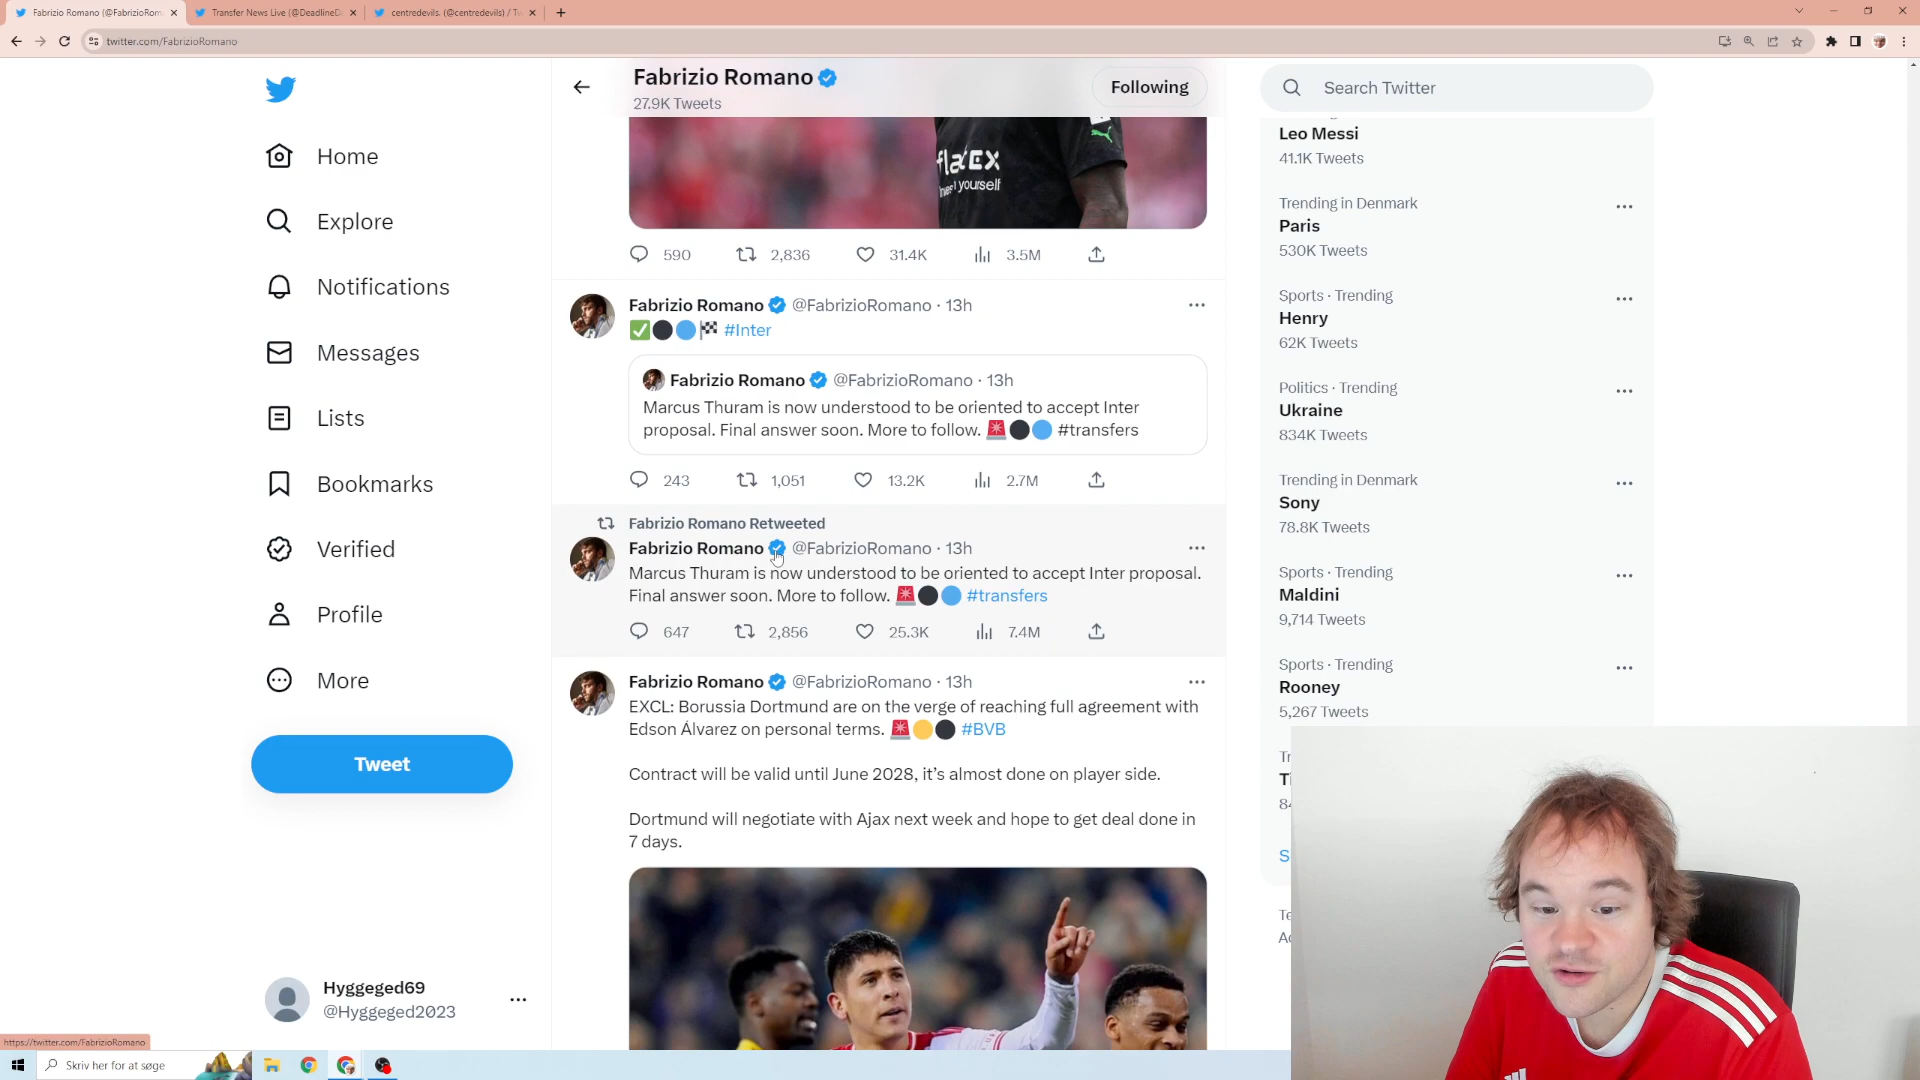 Fabrizio Romano (@FabrizioRom
Transfer News Live (@DeadlineD
centredevils. (@centredevils) / Tw
twitter.com/FabrizioRomano
Fabrizio Romano
27.9K Tweets
Following
Search Twitter
Home
Explore
Notifications
Messages
Lists
Bookmarks
Verified
Profile
More
Tweet
Hyggeged69
@Hyggeged2023
flatex
yourself
590 2,836 31.4K 3.5M
Fabrizio Romano @FabrizioRomano · 13h
#Inter
Fabrizio Romano @FabrizioRomano · 13h
Marcus Thuram is now understood to be oriented to accept Inter
proposal. Final answer soon. More to follow. #transfers
243 1,051 13.2K 2.7M
Fabrizio Romano Retweeted
Fabrizio Romano @FabrizioRomano · 13h
Marcus Thuram is now understood to be oriented to accept Inter proposal.
Final answer soon. More to follow. #transfers
647 2,856 25.3K 7.4M
Fabrizio Romano @FabrizioRomano · 13h
EXCL: Borussia Dortmund are on the verge of reaching full agreement with
Edson Álvarez on personal terms. #BVB
Contract will be valid until June 2028, it's almost done on player side.
Dortmund will negotiate with Ajax next week and hope to get deal done in
7 days.
Leo Messi
41.1K Tweets
Trending in Denmark
Paris
530K Tweets
Sports · Trending
Henry
62K Tweets
Politics · Trending
Ukraine
834K Tweets
Trending in Denmark
Sony
78.8K Tweets
Sports · Trending
Maldini
9,714 Tweets
Sports · Trending
Rooney
5,267 Tweets
https://twitter.com/FabrizioRomano
Skriv her for at søge